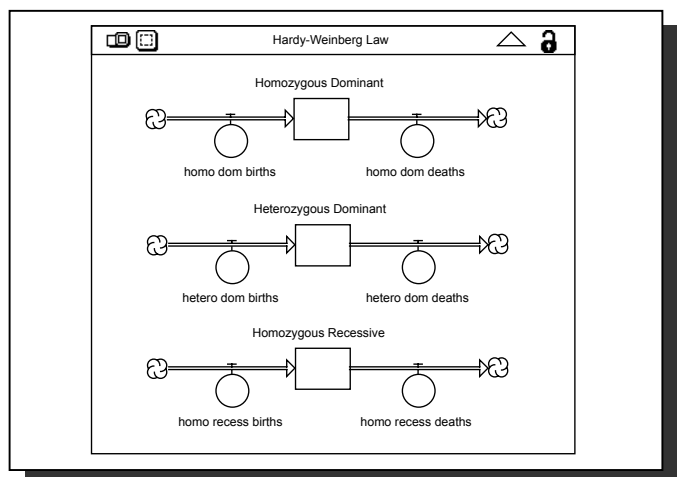 Hardy-Weinberg Law
Homozygous Dominant
homo dom births
homo dom deaths
Heterozygous Dominant
hetero dom births
hetero dom deaths
Homozygous Recessive
homo recess births
homo recess deaths